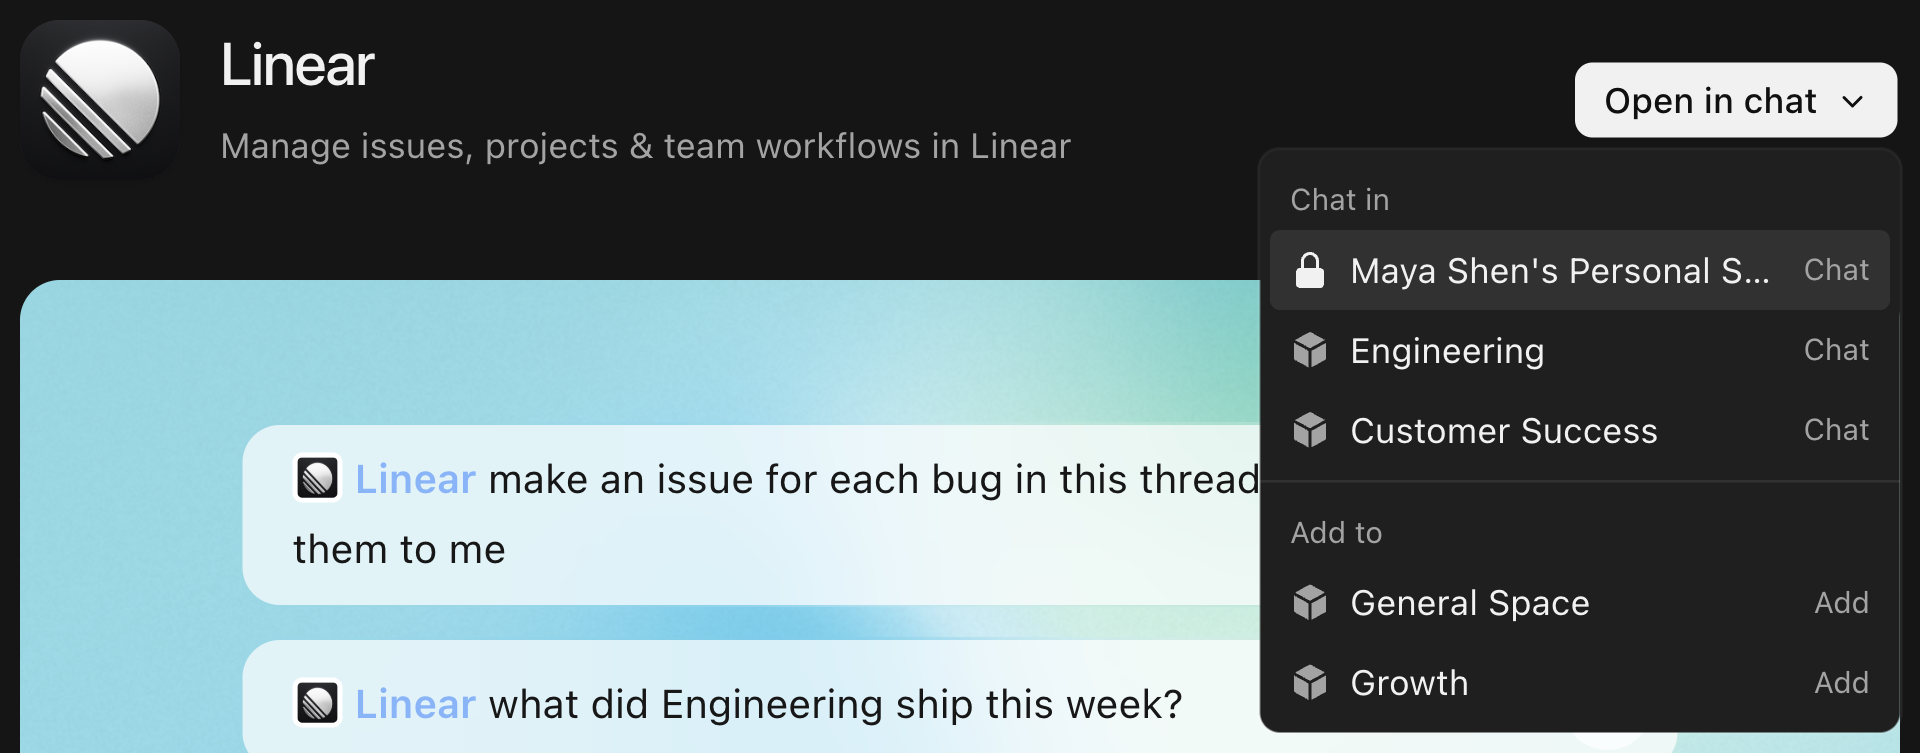 Linear
Manage issues, projects & team workflows in Linear
Open in chat
Chat in
Maya Shen's Personal S... Chat
Engineering Chat
Customer Success Chat
Add to
General Space Add
Growth Add
Linear make an issue for each bug in this thread
them to me
Linear what did Engineering ship this week?